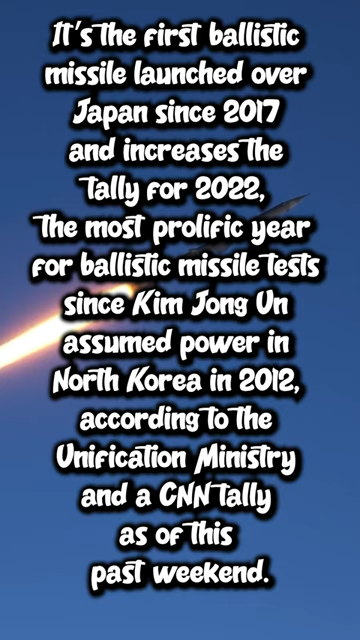 It's the first ballistic
missile launched over
Japan since 2017
and increases the
tally for 2022,
the most prolific year
for ballistic missile tests
since Kim Jong Un
assumed power in
North Korea in 2012,
according to the
Unification Ministry
and a CNN tally
as of this
past weekend.